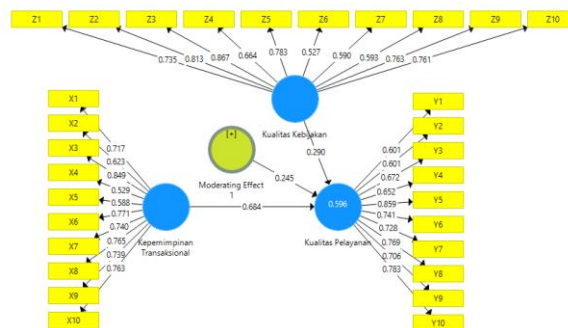 Z1 Z2 Z3 Z4 Z5 Z6 Z7 Z8 Z9 Z10
0.735 0.813 0.867 0.664 0.783 0.527 0.590 0.593 0.763 0.761
Kualitas Kebijakan
X1
X2
X3
X4
X5
X6
X7
X8
X9
X10
0.717
0.623
0.849
0.529
0.588
0.771
0.740
0.765
0.739
0.763
Kepemimpinan
Transaksional
[+]
Moderating Effect
1
0.290
0.245
0.684
0.596
Kualitas Pelayanan
0.601
0.601
0.672
0.652
0.859
0.741
0.728
0.769
0.706
0.783
Y1
Y2
Y3
Y4
Y5
Y6
Y7
Y8
Y9
Y10